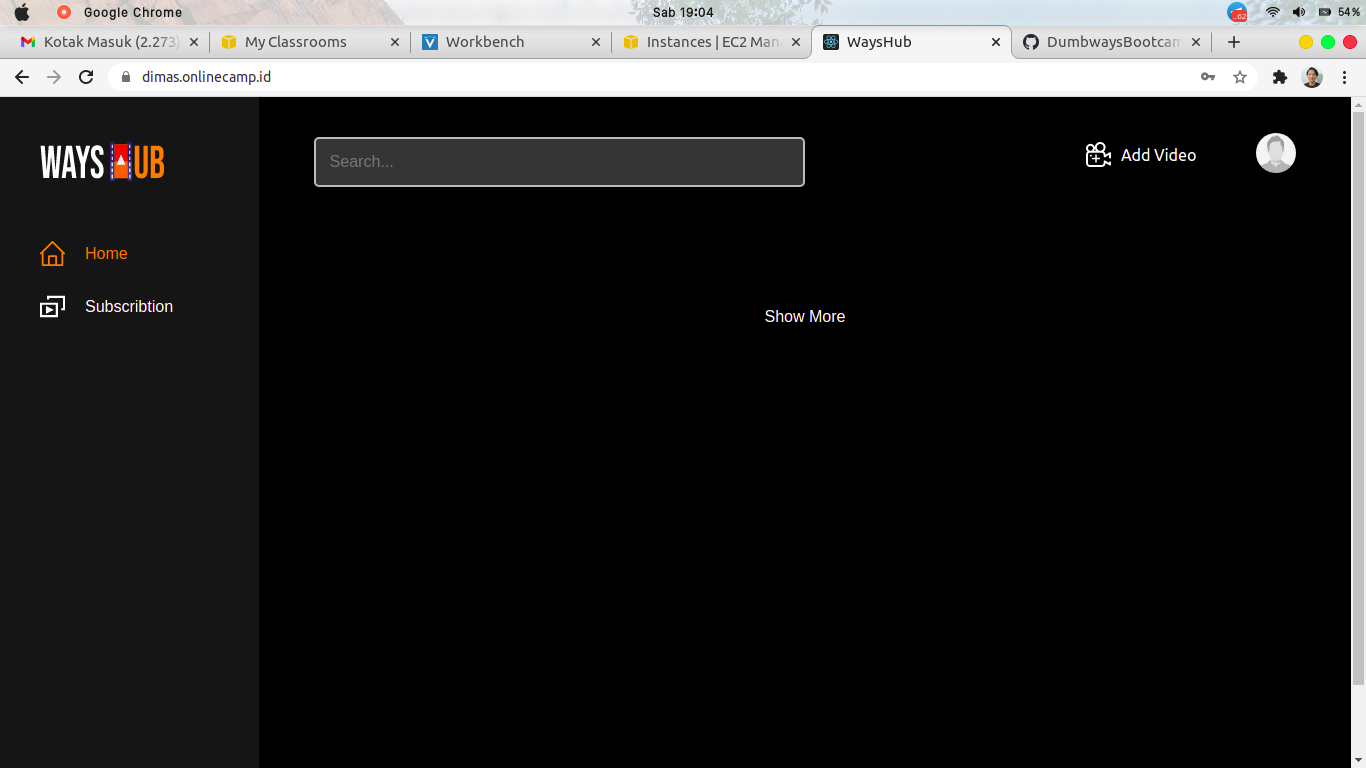 Google Chrome
Sab 19:04
62
54%
Kotak Masuk (2.273)
My Classrooms
Workbench
Instances | EC2 Man
WaysHub
DumbwaysBootcam
dimas.onlinecamp.id
WAYS HUB
Search...
Add Video
Home
Subscribtion
Show More